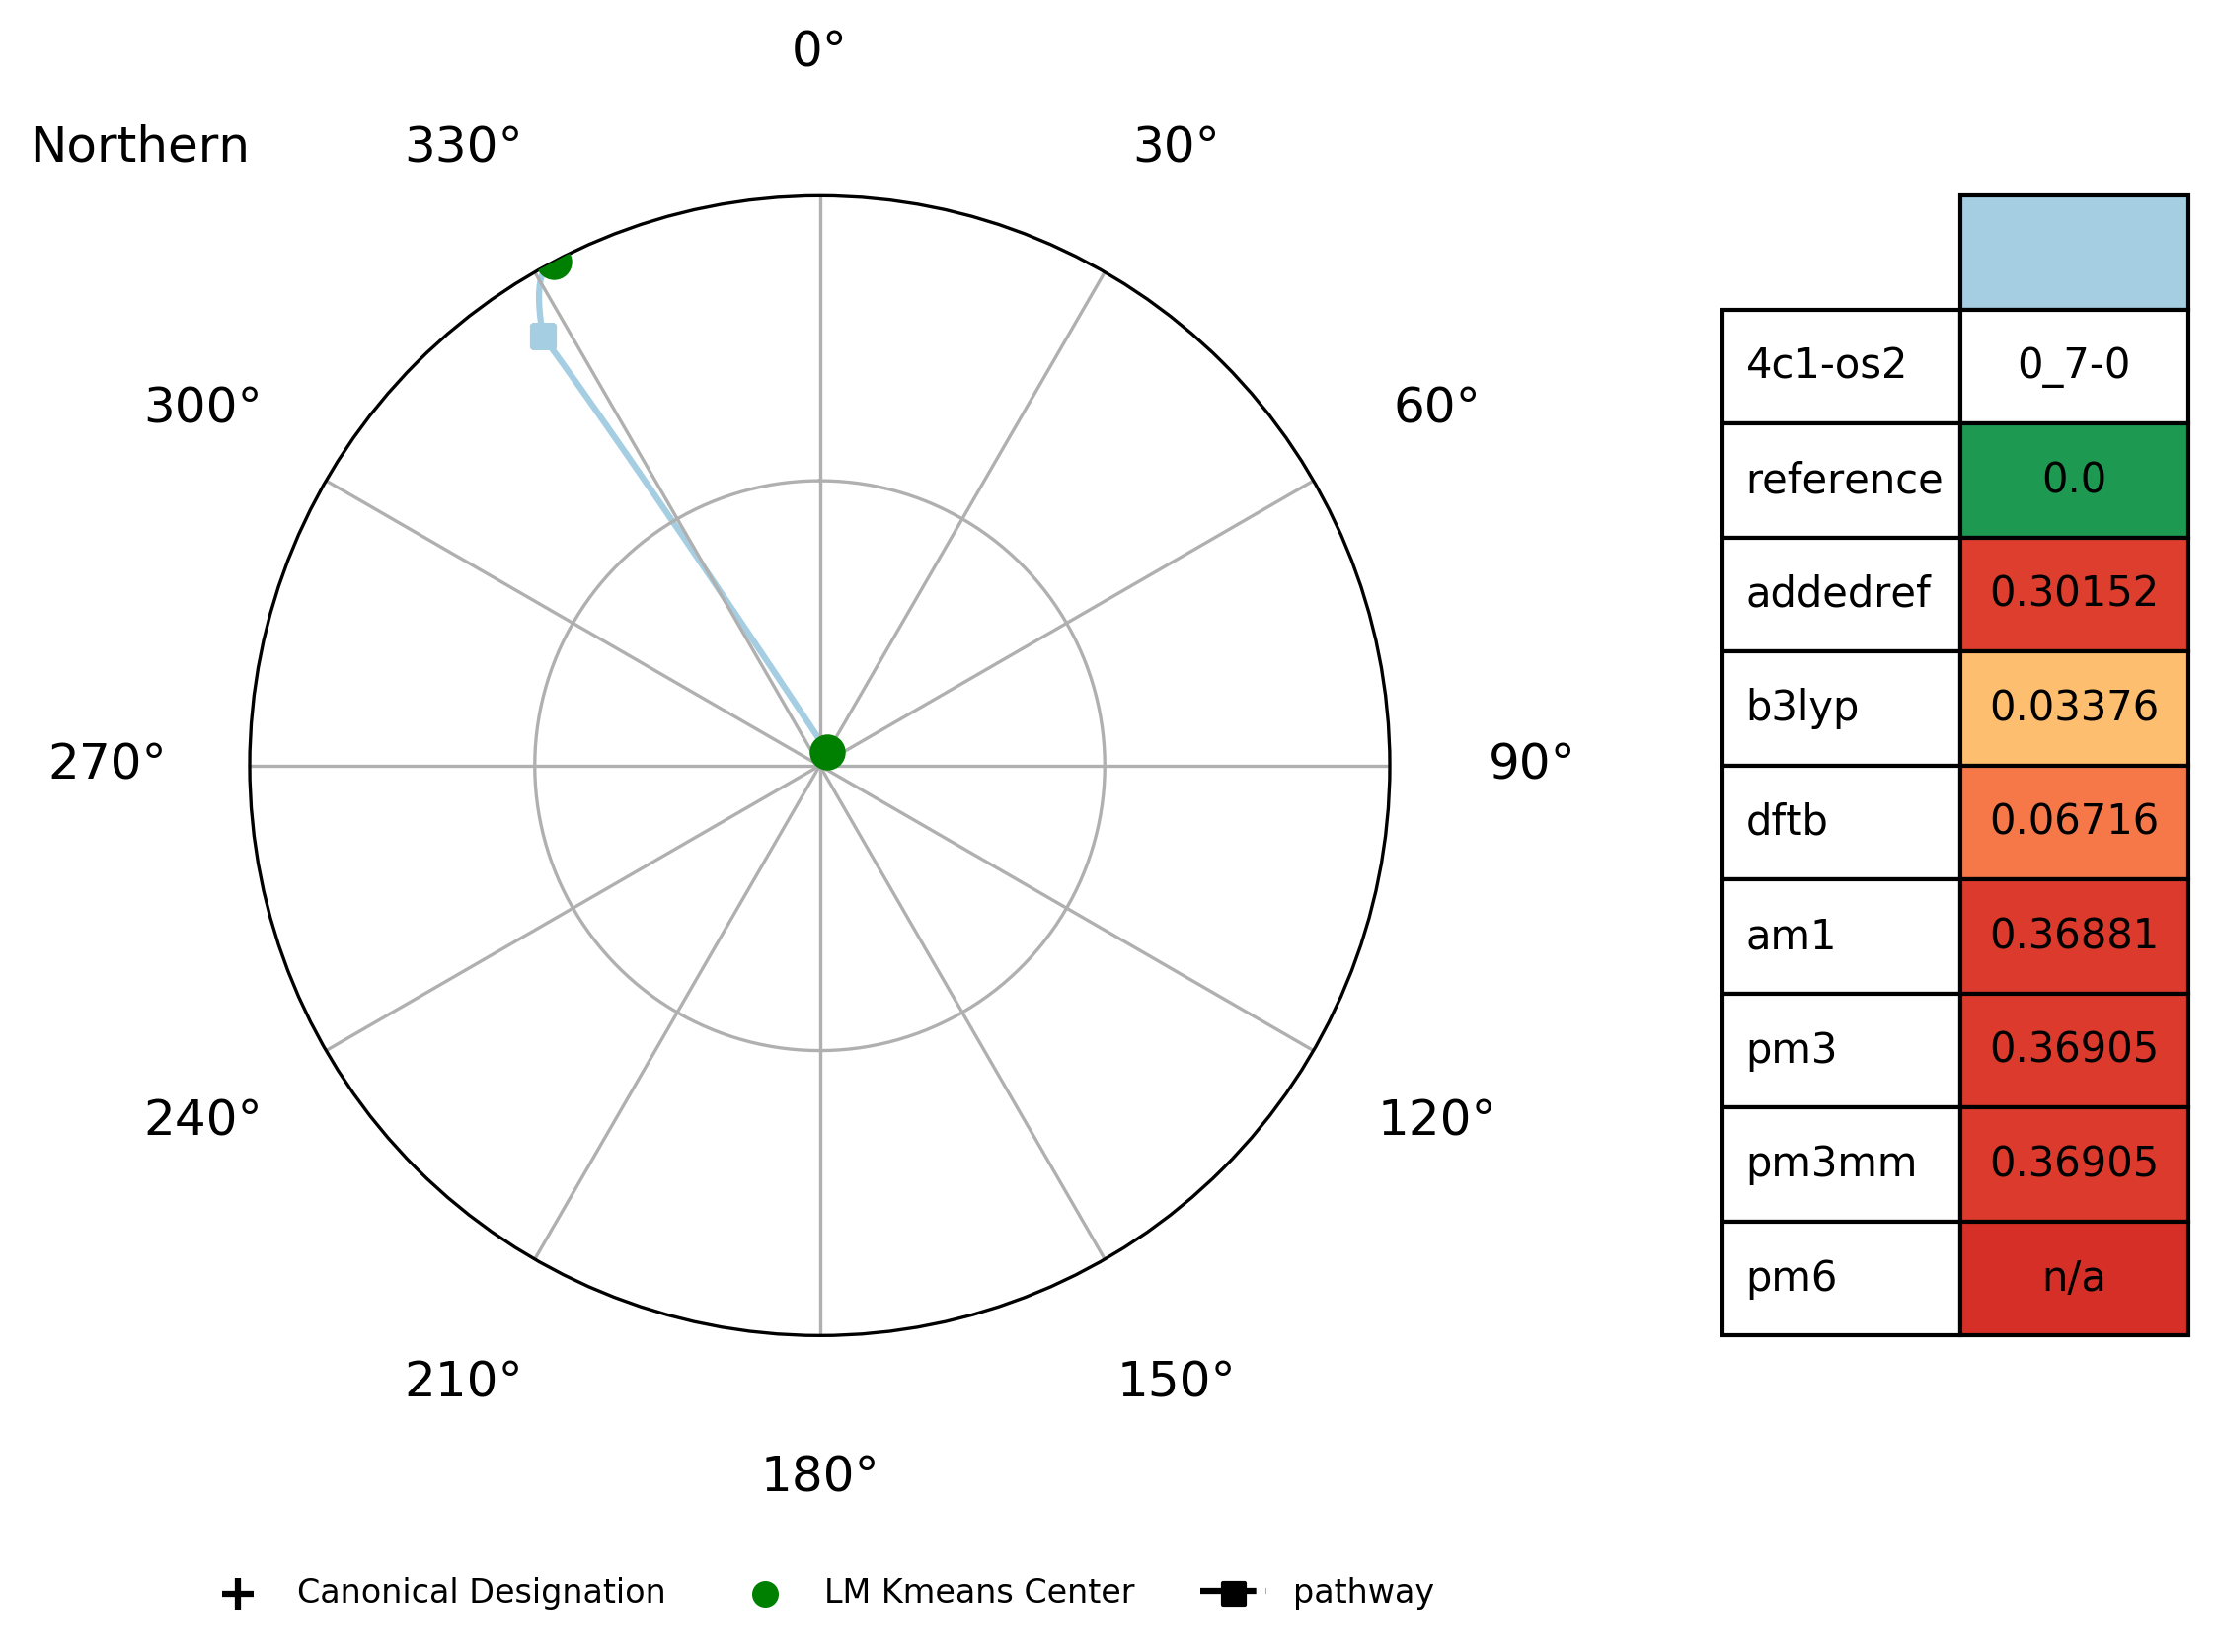 0°
Northern
330°
30°
300°
60°
270°
90°
240°
120°
210°
150°
180°
4c1-os2 0_7-0
reference 0.0
addedref 0.30152
b3lyp 0.03376
dftb 0.06716
am1 0.36881
pm3 0.36905
pm3mm 0.36905
pm6 n/a
Canonical Designation LM Kmeans Center pathway